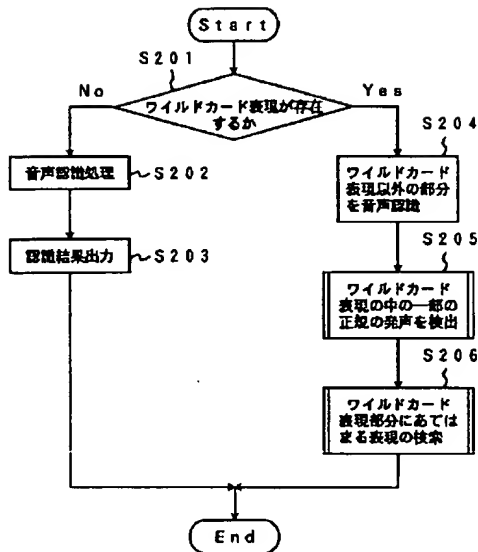 Start
S201
No
Yes
ワイルドカード表現が存在
するか
S204
音声認識処理
S202
ワイルドカード
表現以外の部分
を音声認識
認識結果出力
S203
S205
ワイルドカード
表現の中の一部の
正規の発声を検出
S206
ワイルドカード
表現部分にあては
まる表現の検索
End